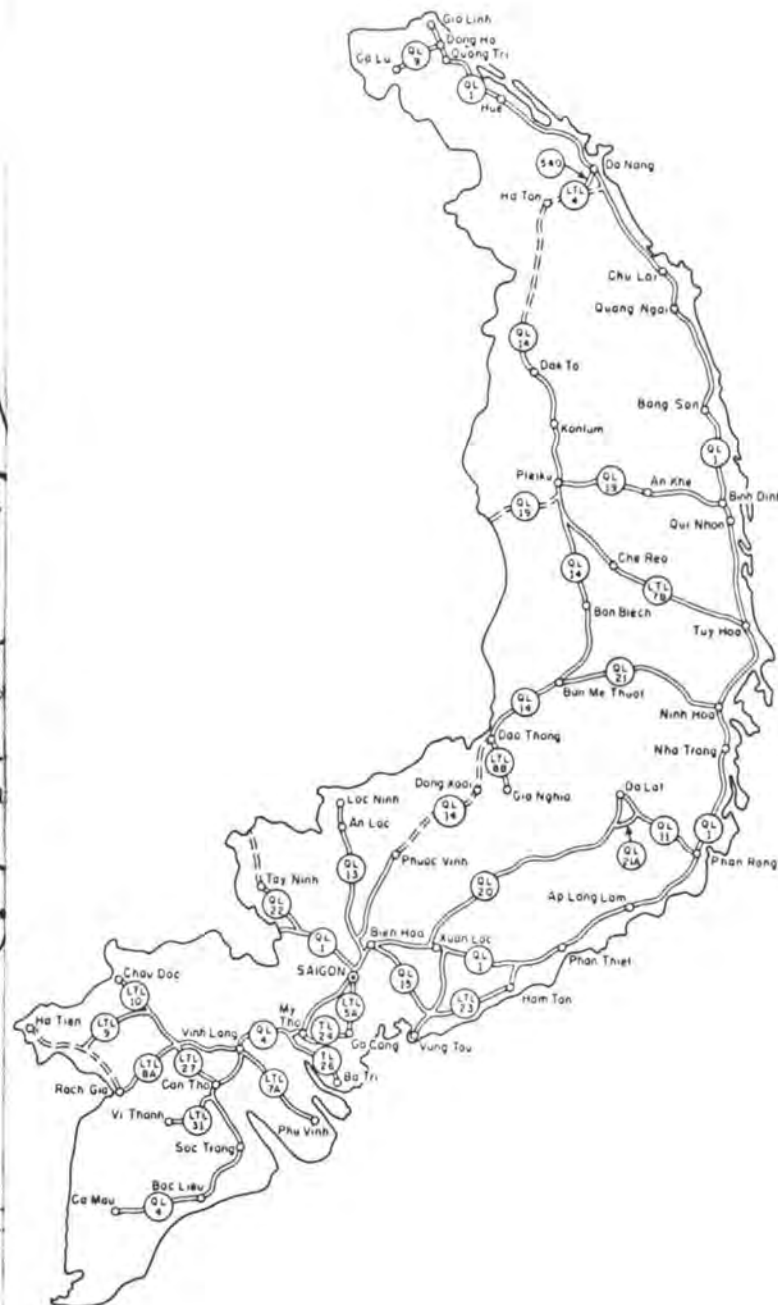 Gio Linh
Dong Ha
Quang Tri
Ca Lu
QL 9
QL 1
Hue
5&0
Da Nang
LTL 4
Ha Tan
Chu Lai
Quang Ngai
QL 14
Dak To
Bong Son
Kontum
QL 1
Pleiku
QL 19
An Khe
Binh Dinh
QL 19
Qui Nhon
Che Reo
QL 14
LTL 7B
Ban Blech
Tuy Hoa
QL 21
Bun Me Thuot
QL 14
Ninh Hoa
Dao Thong
Nha Trang
LTL 8B
Dong Xoai
Gia Nghia
Da Lat
Loc Ninh
QL 14
QL 11
QL 1
An Loc
QL 21A
Phan Rang
Phuoc Vinh
QL 13
Tay Ninh
QL 20
QL 22
Ap Long Lam
Bien Hoa
Xuan Loc
QL 1
QL 1
Phan Thiet
SAIGON
Chau Doc
QL 15
LTL 10
LTL 5A
LTL 23
Ham Tan
My Tho
Ha Tien
LTL 9
Vinh Long
QL 4
TL 24
Go Cong
Vung Tau
LTL 8A
LTL 27
TL 26
Rach Gia
Can Tho
LTL 7A
Ba Tri
Vi Thanh
LTL 31
Phu Vinh
Soc Trang
Bac Lieu
Ca Mau
QL 4